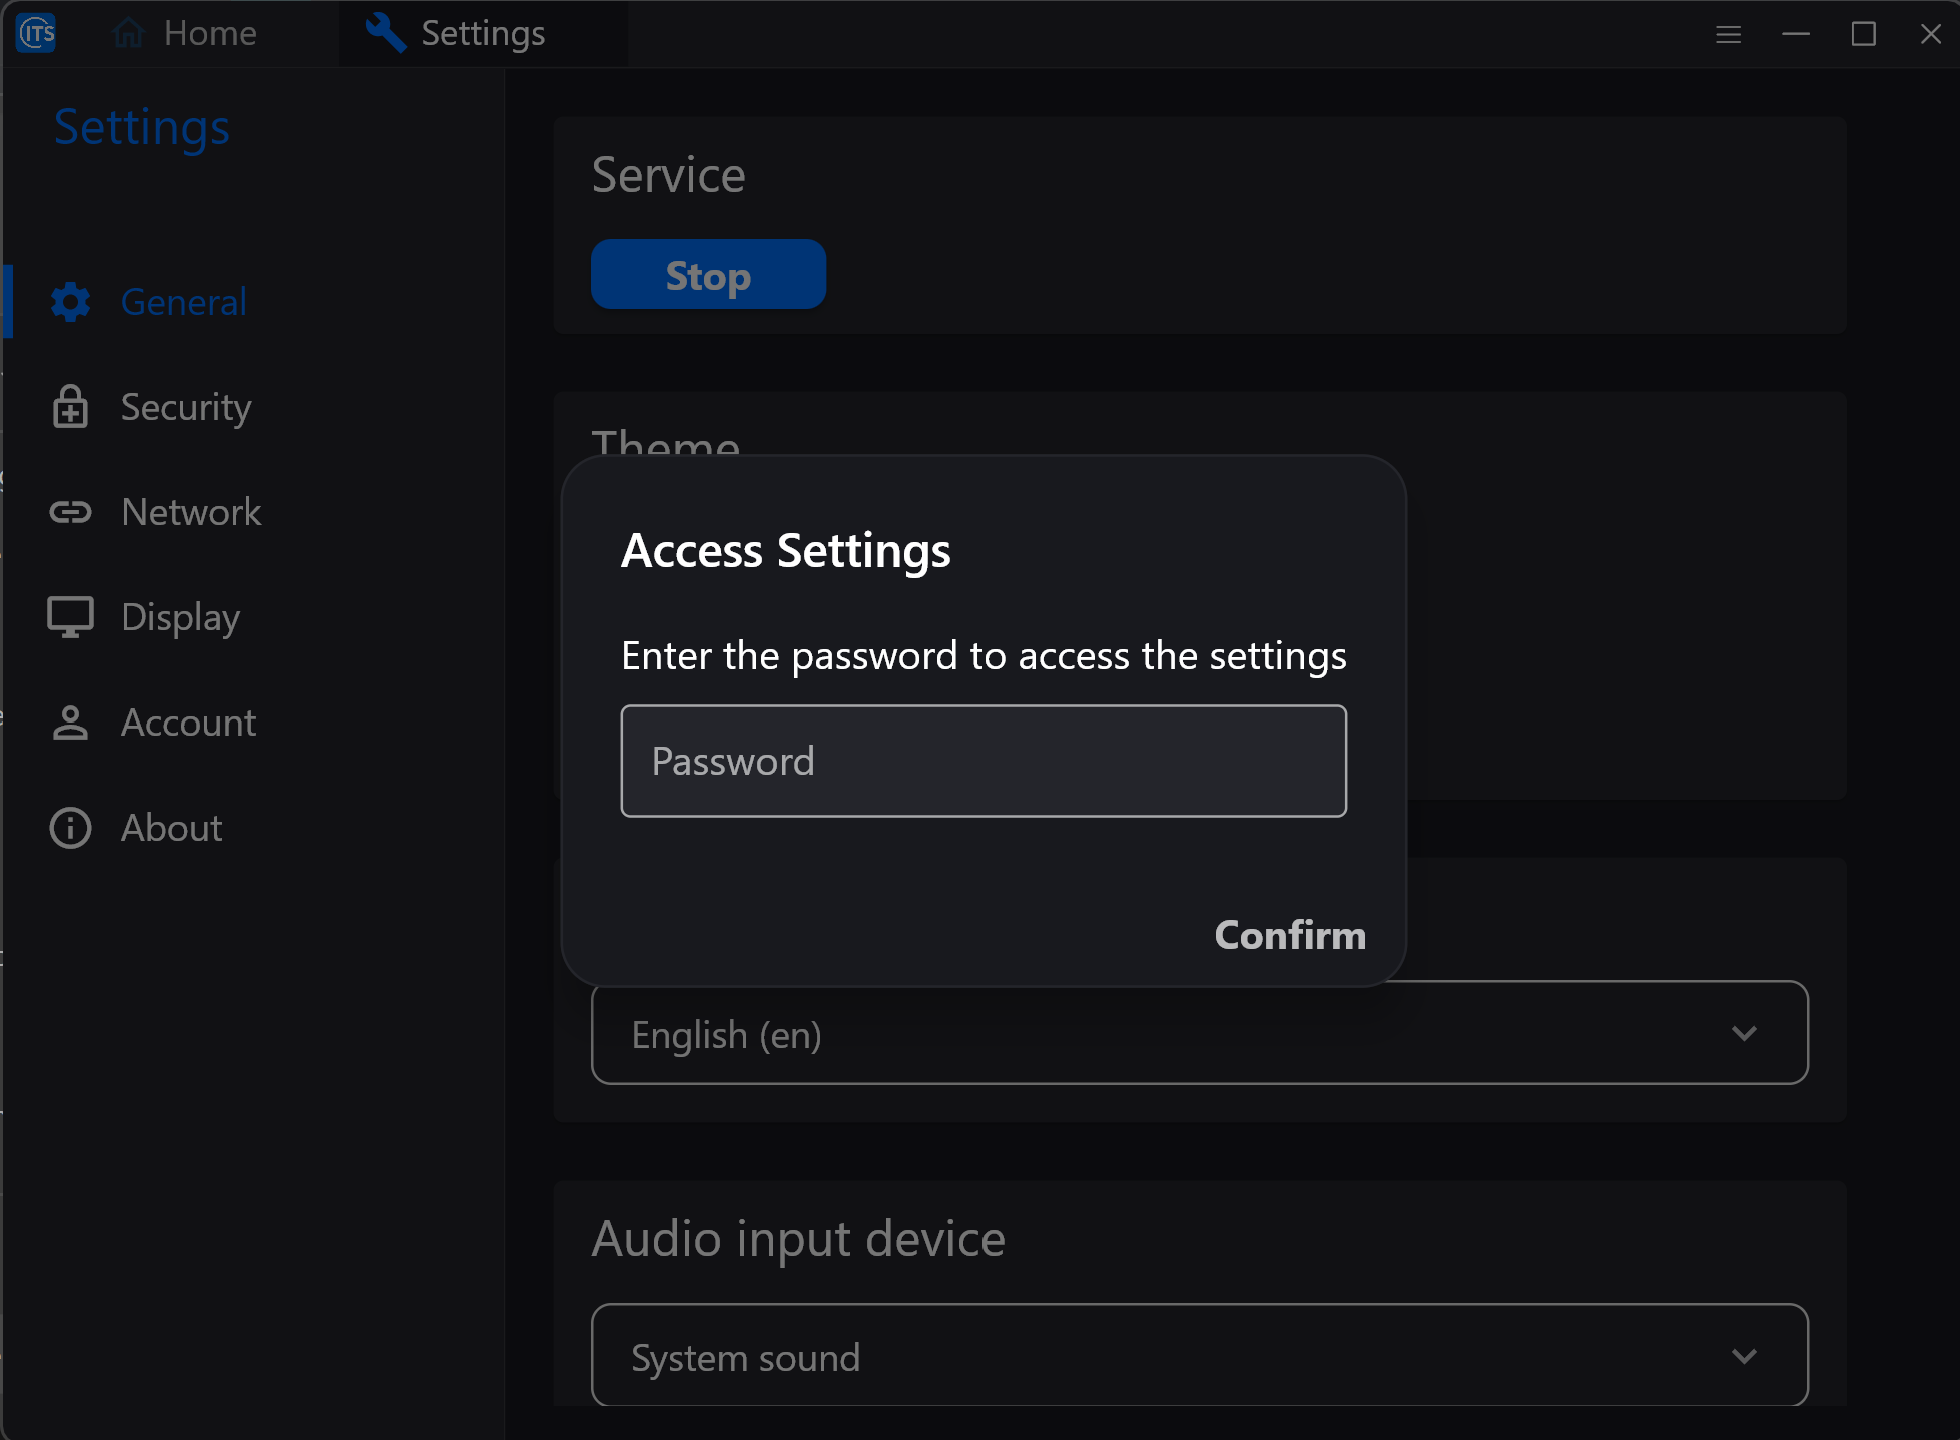 ITS
Home
Settings
Settings
General
Security
Network
Display
Account
About
Service
Stop
Theme
Access Settings
Enter the password to access the settings
Password
Confirm
English (en)
Audio input device
System sound